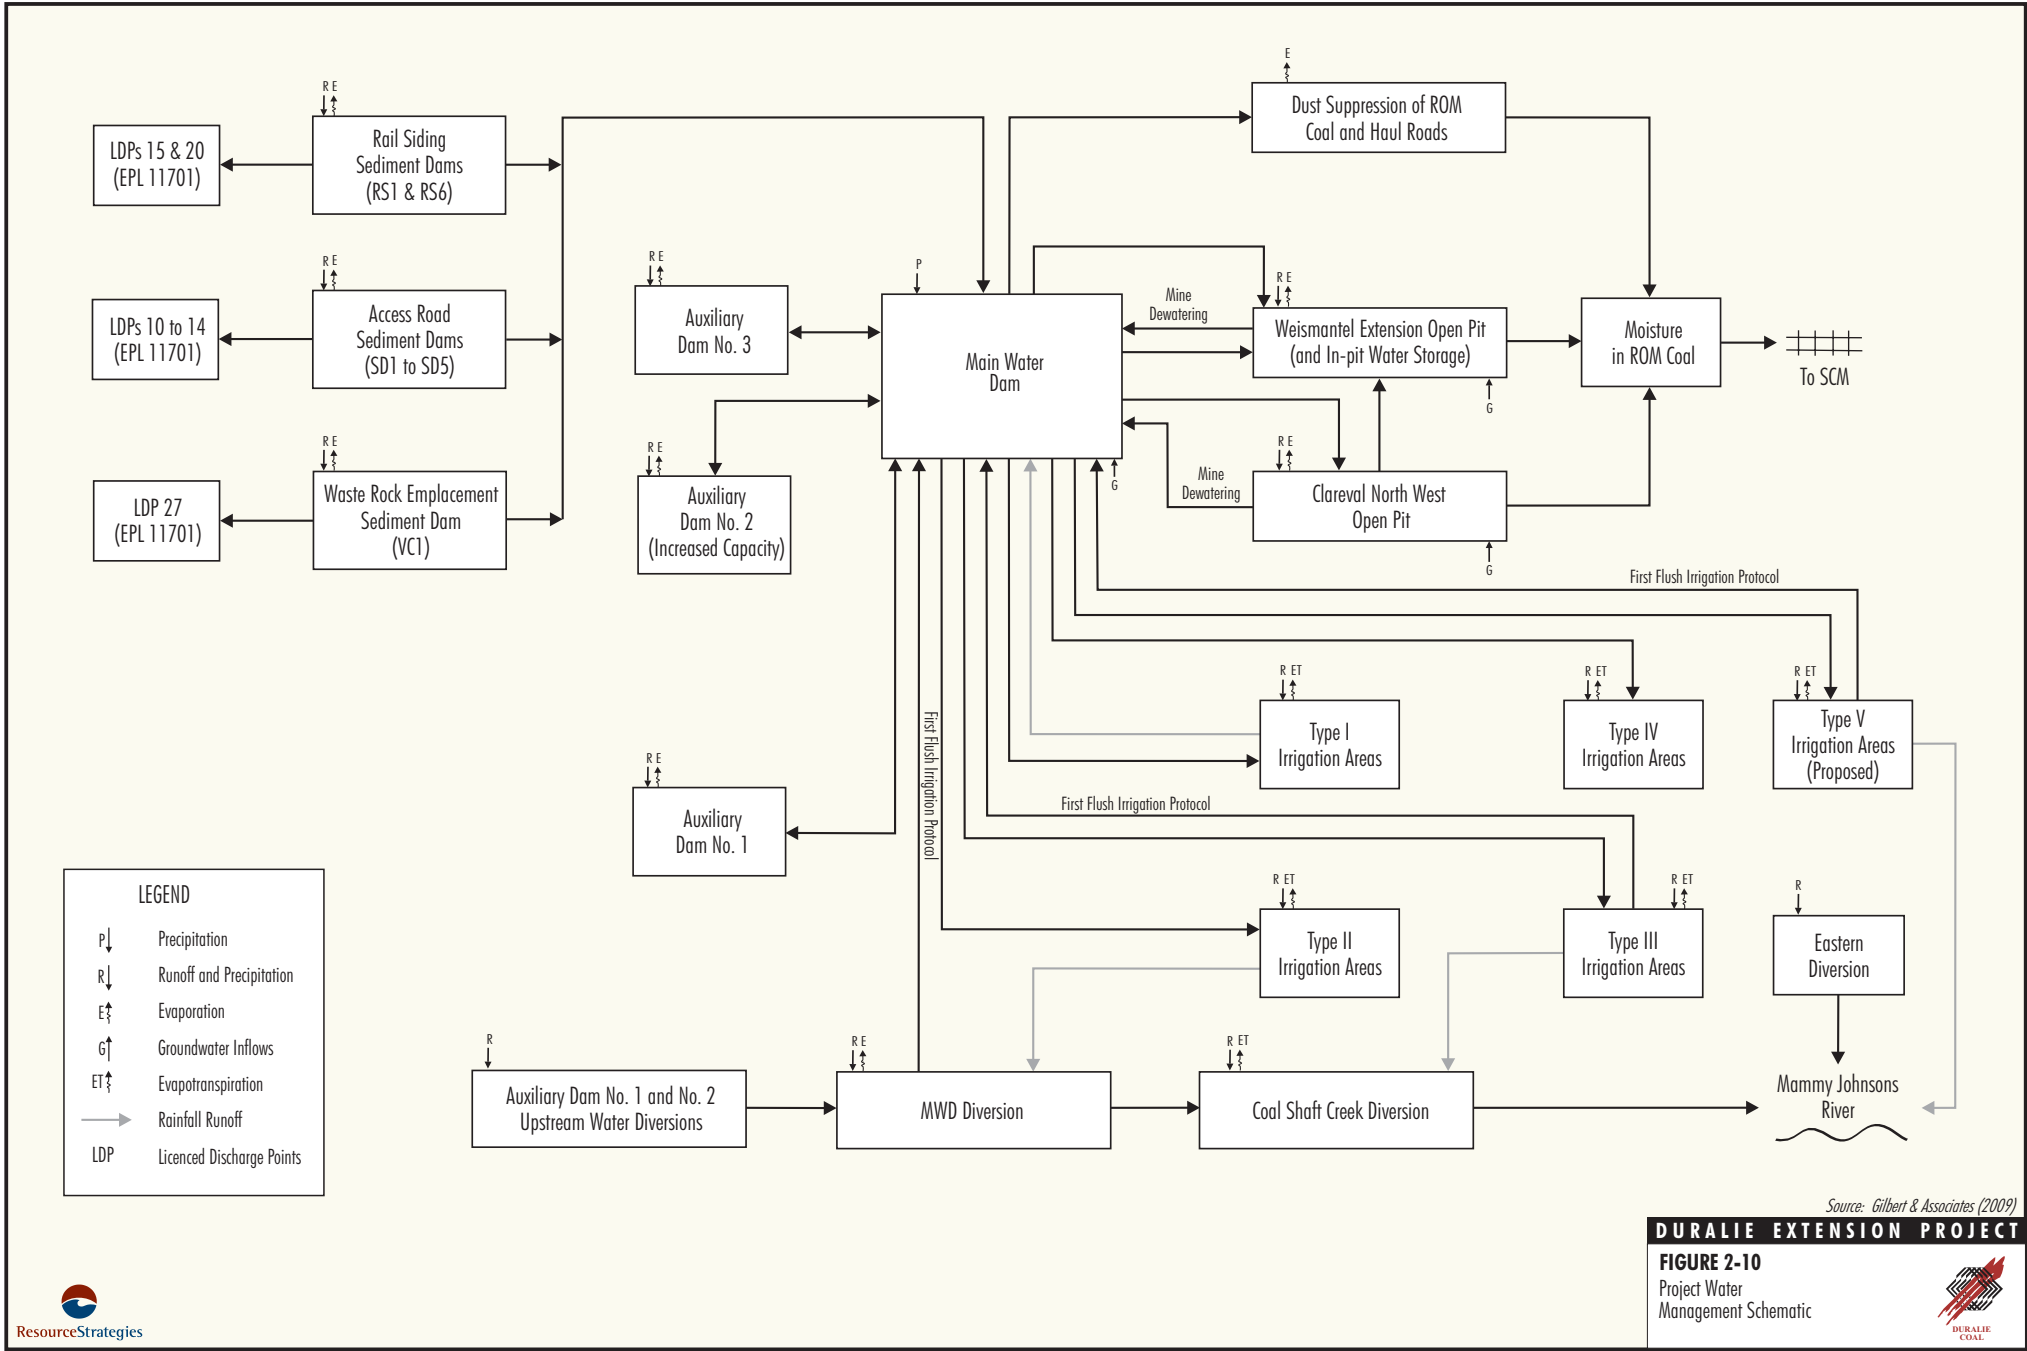 E
R E
Dust Suppression of ROM
Coal and Haul Roads
LDPs 15 & 20
(EPL 11701)
Rail Siding
Sediment Dams
(RS1 & RS6)
R E
LDPs 10 to 14
(EPL 11701)
Access Road
Sediment Dams
(SD1 to SD5)
R E
Auxiliary
Dam No. 3
P
Main Water
Dam
G
Mine
Dewatering
R E
Weismantel Extension Open Pit
(and In-pit Water Storage)
G
Moisture
in ROM Coal
To SCM
R E
LDP 27
(EPL 11701)
Waste Rock Emplacement
Sediment Dam
(VC1)
R E
Auxiliary
Dam No. 2
(Increased Capacity)
Mine
Dewatering
R E
Clareval North West
Open Pit
G
First Flush Irrigation Protocol
R ET
Type I
Irrigation Areas
R ET
Type IV
Irrigation Areas
R ET
Type V
Irrigation Areas
(Proposed)
First Flush Irrigation Protocol
R E
Auxiliary
Dam No. 1
First Flush Irrigation Protocol
R ET
Type II
Irrigation Areas
R ET
Type III
Irrigation Areas
R
Eastern
Diversion
R
Auxiliary Dam No. 1 and No. 2
Upstream Water Diversions
R E
MWD Diversion
R ET
Coal Shaft Creek Diversion
Mammy Johnsons
River
LEGEND
P Precipitation
R Runoff and Precipitation
E Evaporation
G Groundwater Inflows
ET Evapotranspiration
Rainfall Runoff
LDP Licenced Discharge Points
Source: Gilbert & Associates (2009)
DURALIE EXTENSION PROJECT
FIGURE 2-10
Project Water
Management Schematic
DURALIE
COAL
ResourceStrategies